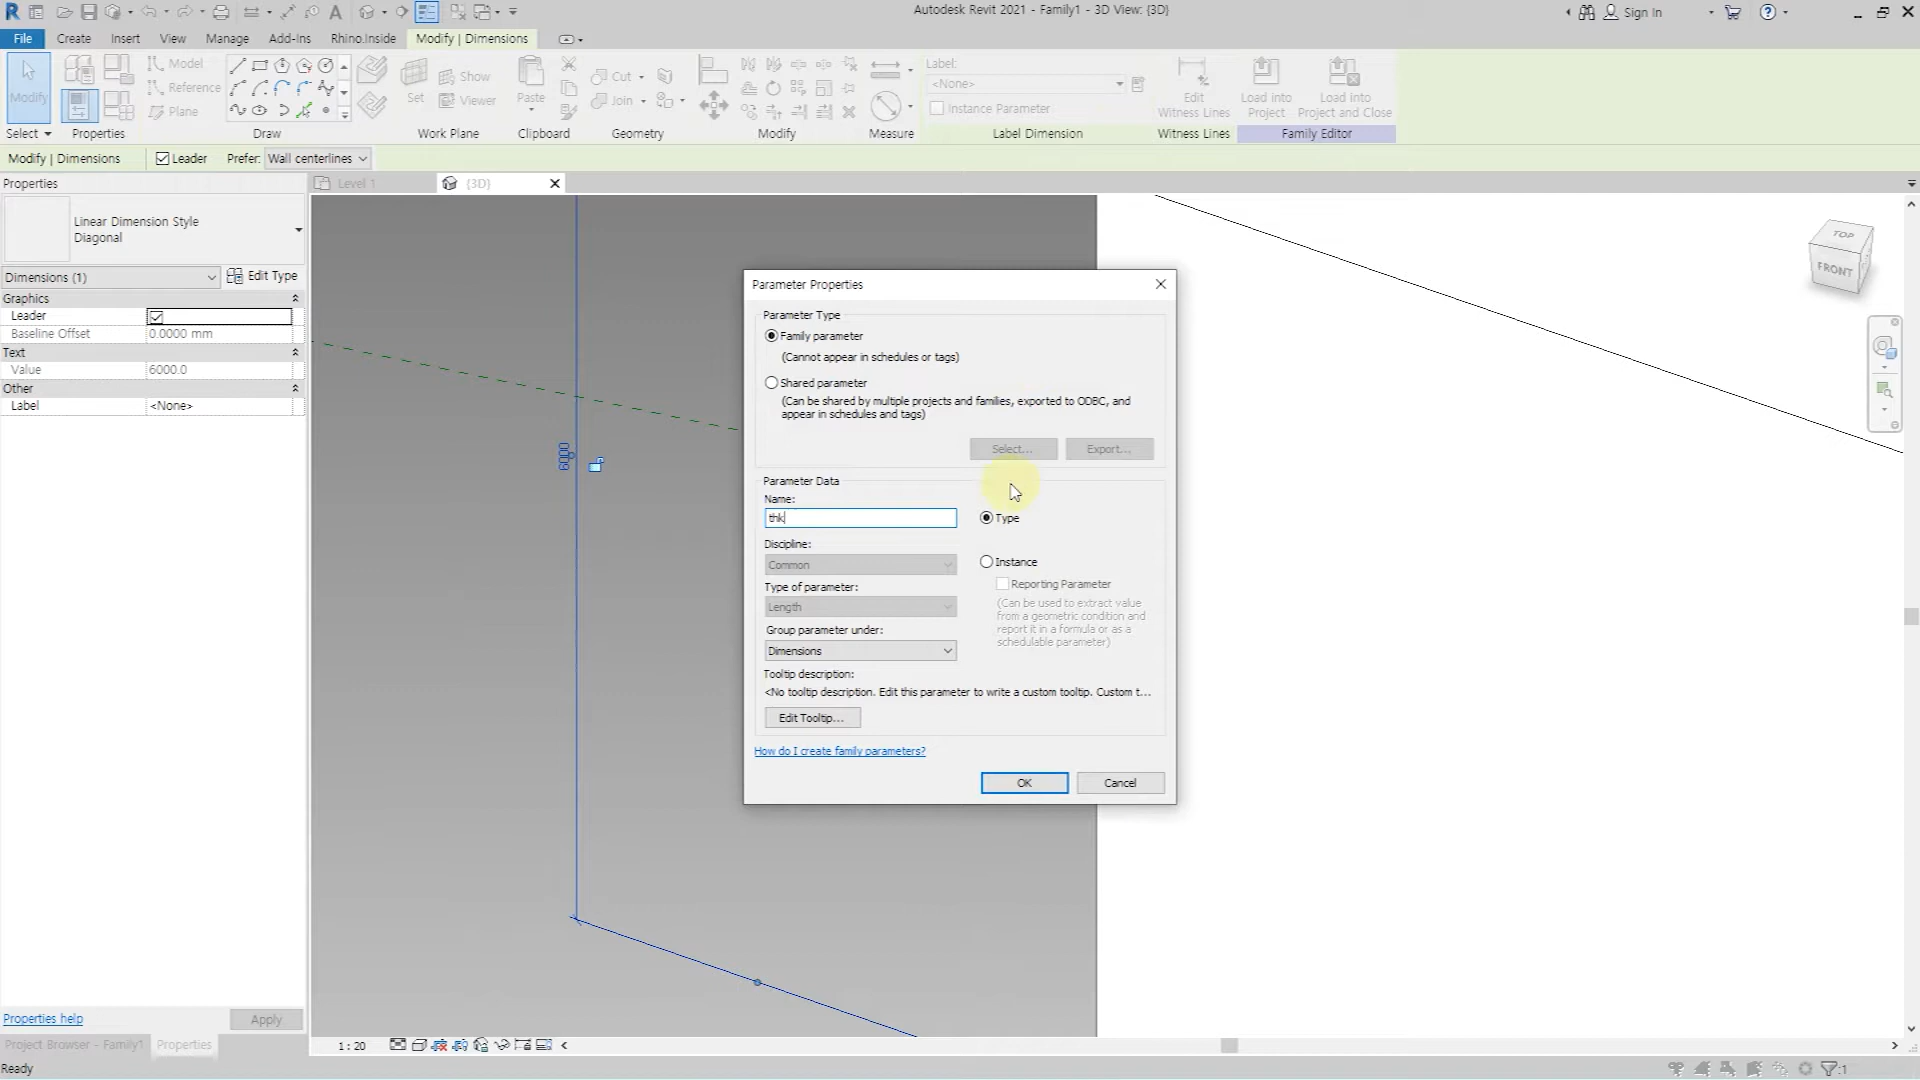 Autodesk Revit 2021 - Family1 - 3D View: {3D}
Sign In
File Create Insert View Manage Add-Ins Rhino.Inside Modify | Dimensions
Modify
Model
Reference
Plane
Set
Show
Viewer
Paste
Cut
Join
Label:
<None>
Instance Parameter
Edit
Witness Lines
Load into
Project
Load into
Project and Close
Select Properties Draw Work Plane Clipboard Geometry Modify Measure Label Dimension Witness Lines Family Editor
Modify | Dimensions Leader Prefer: Wall centerlines
Properties
Level 1
{3D}
Linear Dimension Style
Diagonal
Dimensions (1) Edit Type
Graphics
Leader
Baseline Offset 0.0000 mm
Text
Value 6000.0
Other
Label <None>
6000
TOP
FRONT
Parameter Properties
Parameter Type
Family parameter
(Cannot appear in schedules or tags)
Shared parameter
(Can be shared by multiple projects and families, exported to ODBC, and
appear in schedules and tags)
Select... Export...
Parameter Data
Name:
thk
Type
Discipline:
Common
Instance
Type of parameter:
Reporting Parameter
Length
(Can be used to extract value
from a geometric condition and
report it in a formula or as a
schedulable parameter)
Group parameter under:
Dimensions
Tooltip description:
<No tooltip description. Edit this parameter to write a custom tooltip. Custom t...
Edit Tooltip...
How do I create family parameters?
OK Cancel
Properties help Apply
Project Browser - Family1 Properties
1 : 20
Ready
:1